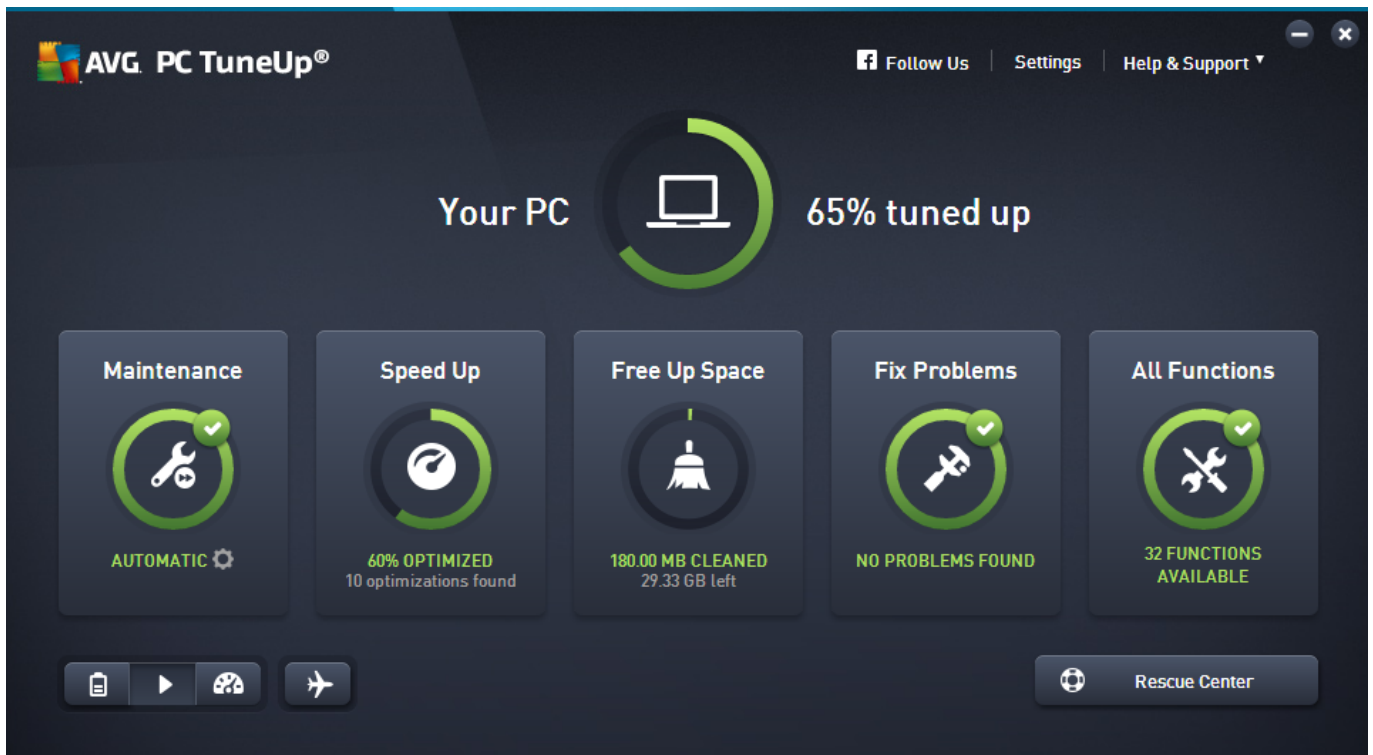 AVG. PC TuneUp®
Follow Us
Settings
Help & Support
Your PC
65% tuned up
Maintenance
AUTOMATIC
Speed Up
60% OPTIMIZED
10 optimizations found
Free Up Space
180.00 MB CLEANED
29.33 GB left
Fix Problems
NO PROBLEMS FOUND
All Functions
32 FUNCTIONS
AVAILABLE
Rescue Center